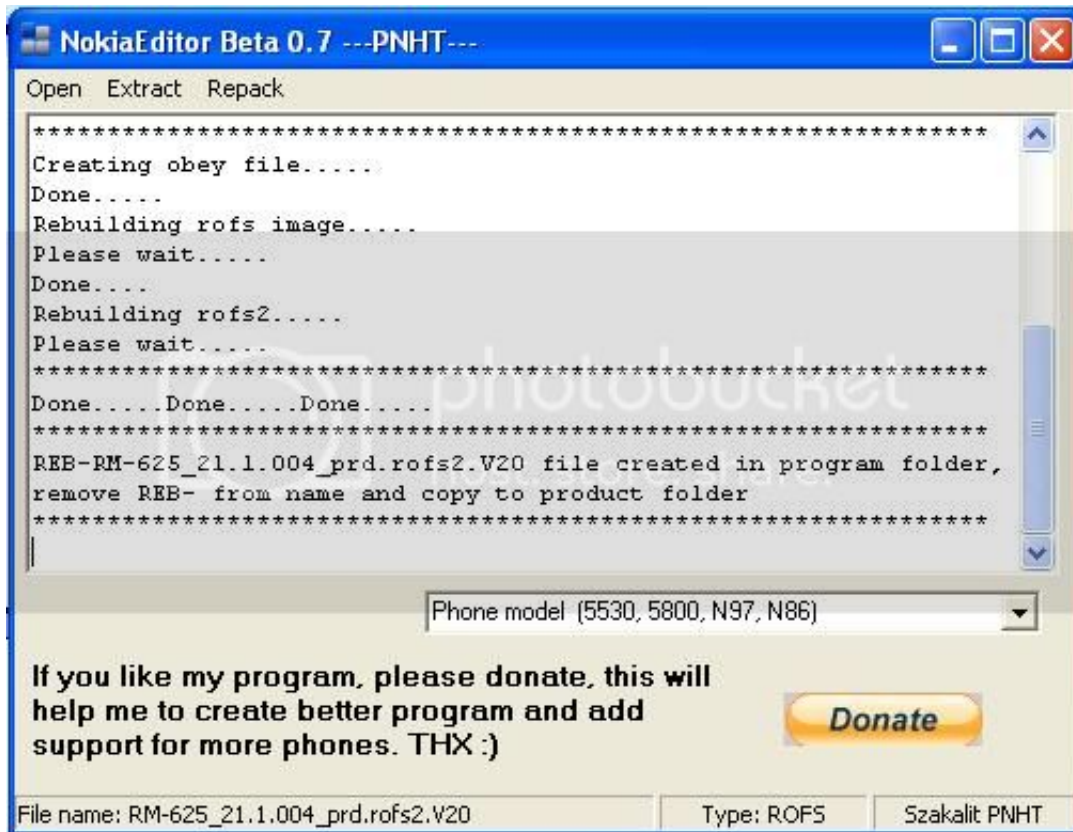 NokiaEditor Beta 0.7 ---PNHT---
Open Extract Repack
****************************************************************
Creating obey file.....
Done.....
Rebuilding rofs image.....
Please wait.....
Done....
Rebuilding rofs2.....
Please wait.....
****************************************************************
Done.....Done.....Done.....
****************************************************************
REB-RM-625_21.1.004_prd.rofs2.V20 file created in program folder,
remove REB- from name and copy to product folder
****************************************************************
photobucket
host. store. share.
Phone model (5530, 5800, N97, N86)
If you like my program, please donate, this will
help me to create better program and add
support for more phones. THX :)
Donate
File name: RM-625_21.1.004_prd.rofs2.V20
Type: ROFS
Szakalit PNHT